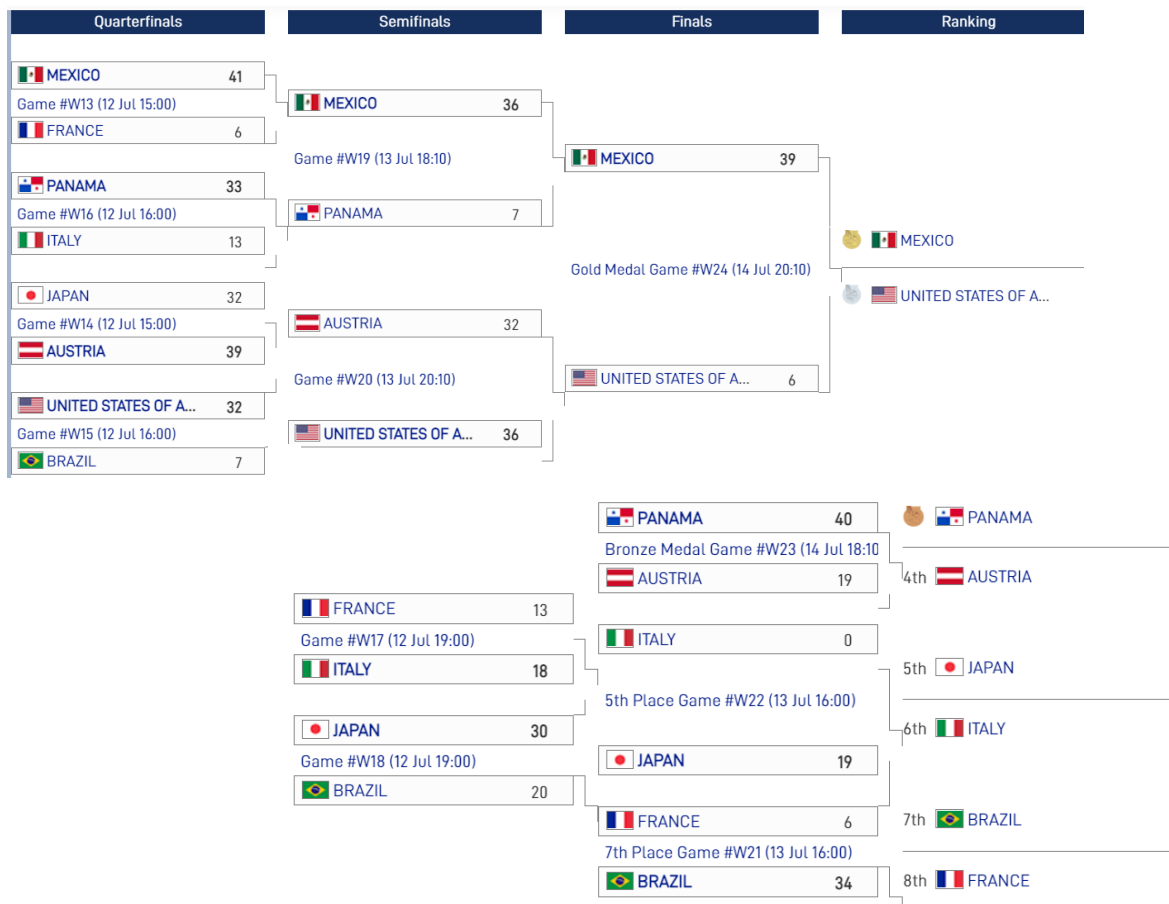 Quarterfinals Semifinals Finals Ranking
MEXICO 41
Game #W13 (12 Jul 15:00)
FRANCE 6
PANAMA 33
Game #W16 (12 Jul 16:00)
ITALY 13
JAPAN 32
Game #W14 (12 Jul 15:00)
AUSTRIA 39
UNITED STATES OF A... 32
Game #W15 (12 Jul 16:00)
BRAZIL 7
MEXICO 36
Game #W19 (13 Jul 18:10)
PANAMA 7
AUSTRIA 32
Game #W20 (13 Jul 20:10)
UNITED STATES OF A... 36
MEXICO 39
Gold Medal Game #W24 (14 Jul 20:10)
UNITED STATES OF A... 6
MEXICO
UNITED STATES OF A...
FRANCE 13
Game #W17 (12 Jul 19:00)
ITALY 18
JAPAN 30
Game #W18 (12 Jul 19:00)
BRAZIL 20
PANAMA 40
Bronze Medal Game #W23 (14 Jul 18:10
AUSTRIA 19
ITALY 0
5th Place Game #W22 (13 Jul 16:00)
JAPAN 19
FRANCE 6
7th Place Game #W21 (13 Jul 16:00)
BRAZIL 34
PANAMA
4th AUSTRIA
5th JAPAN
6th ITALY
7th BRAZIL
8th FRANCE